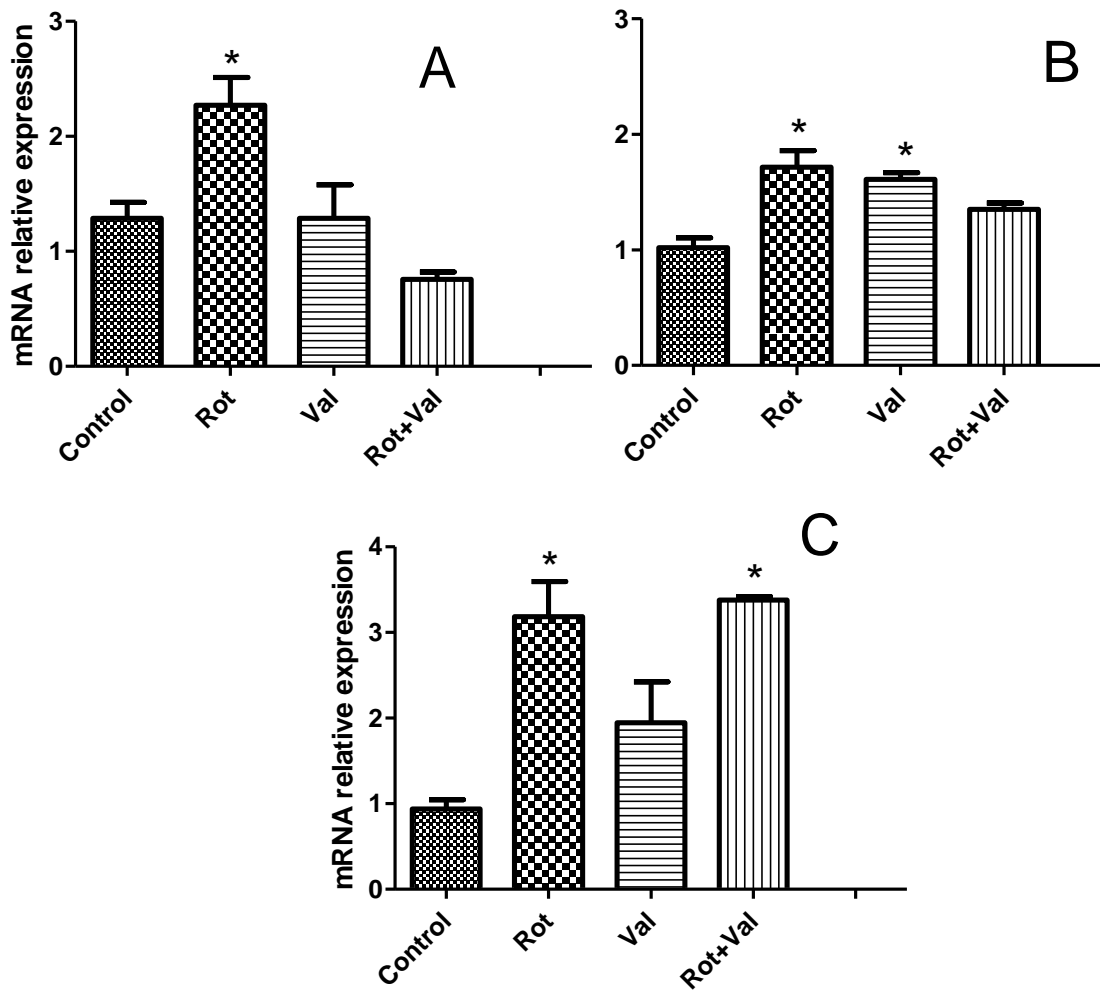 A
mRNA relative expression
3
2
1
0
*
Control
Rot
Val
Rot+Val
B
3
2
1
0
*
*
Control
Rot
Val
Rot+Val
C
mRNA relative expression
4
3
2
1
0
*
*
Control
Rot
Val
Rot+Val